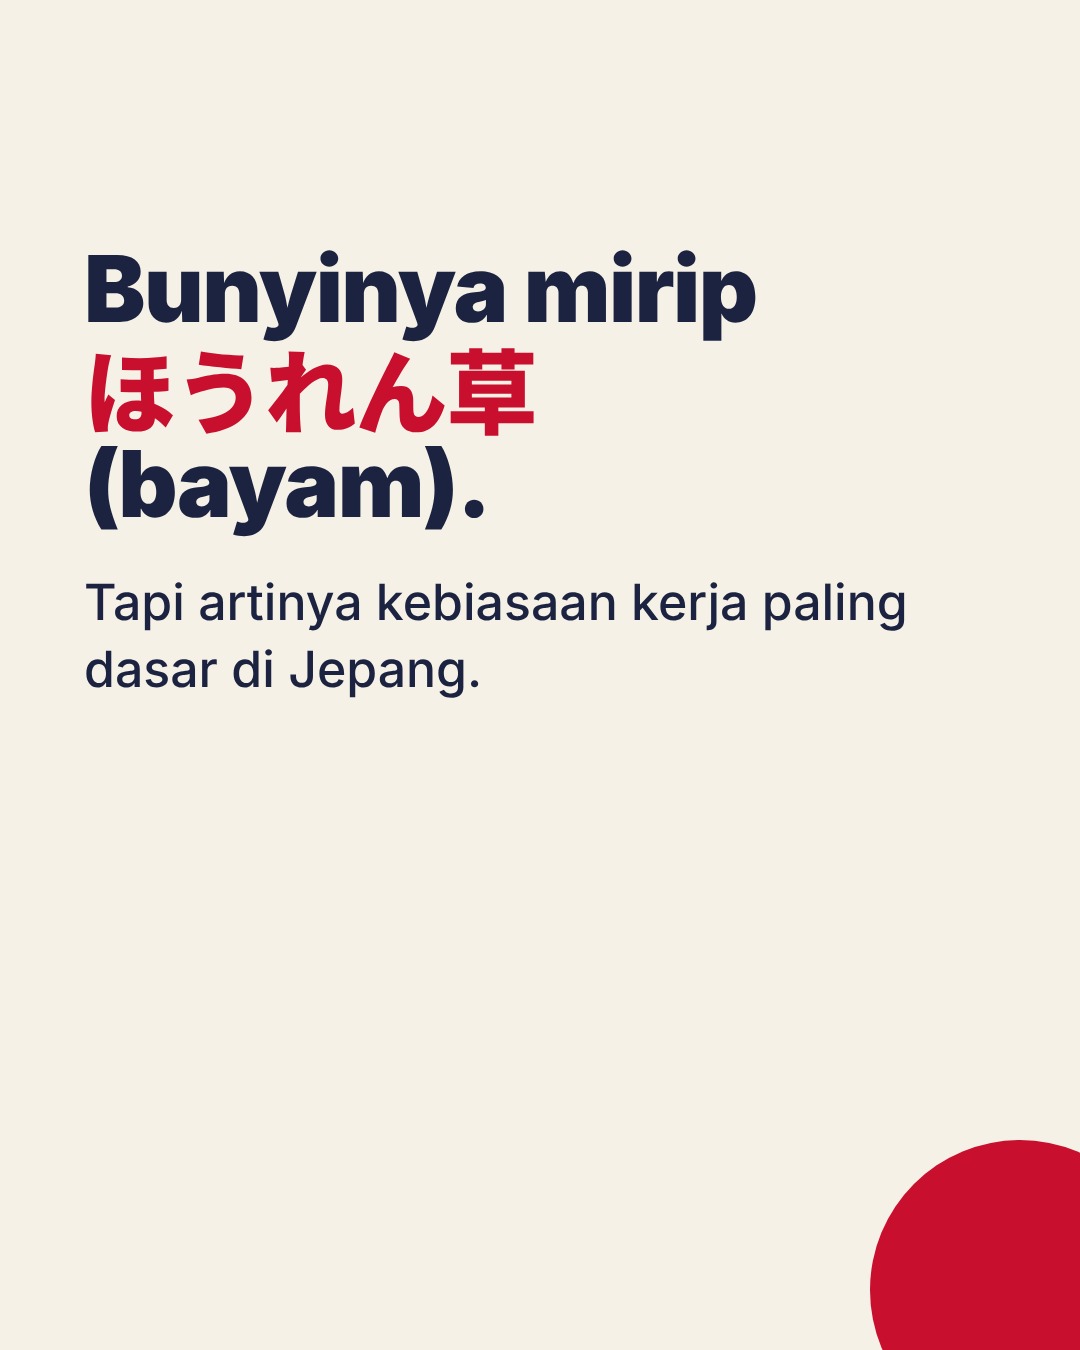 Bunyinya mirip
ほうれん草
(bayam).
Tapi artinya kebiasaan kerja paling
dasar di Jepang.